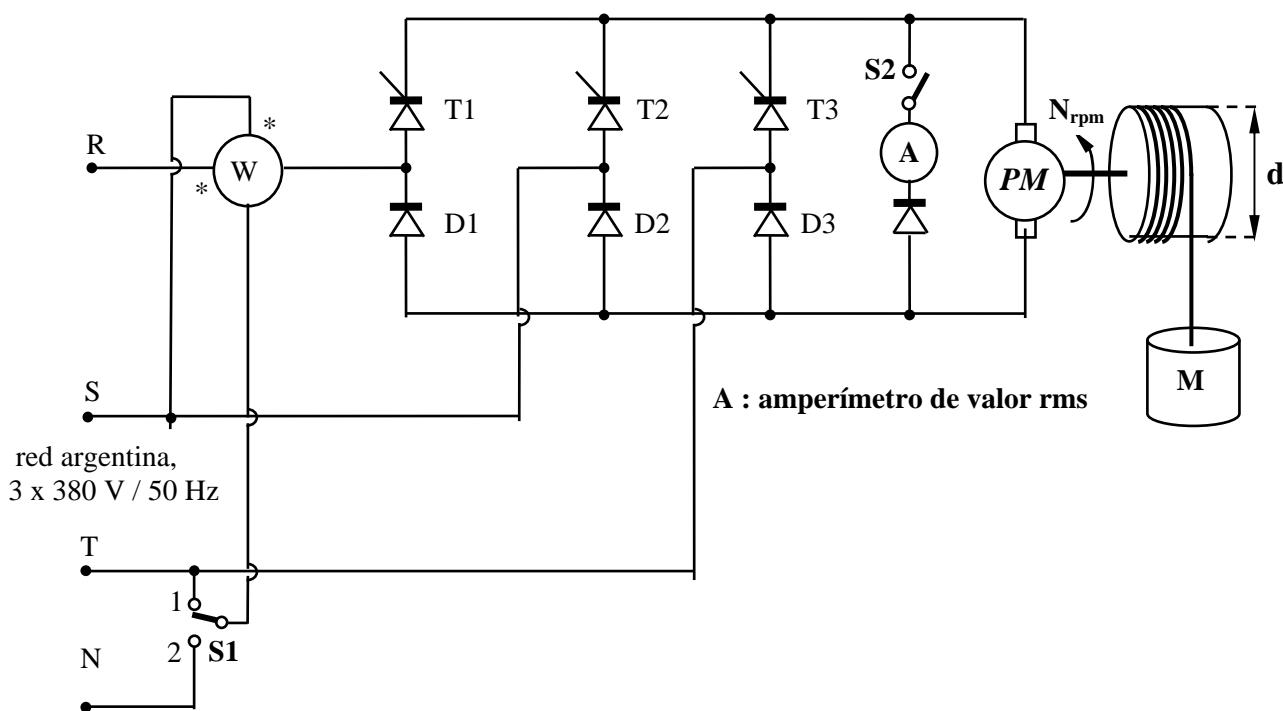 S2
T1
T2
T3
N_rpm
*
R
W
A
PM
d
*
D1
D2
D3
M
S
A : amperímetro de valor rms
red argentina,
3 x 380 V / 50 Hz
T
1
2
S1
N